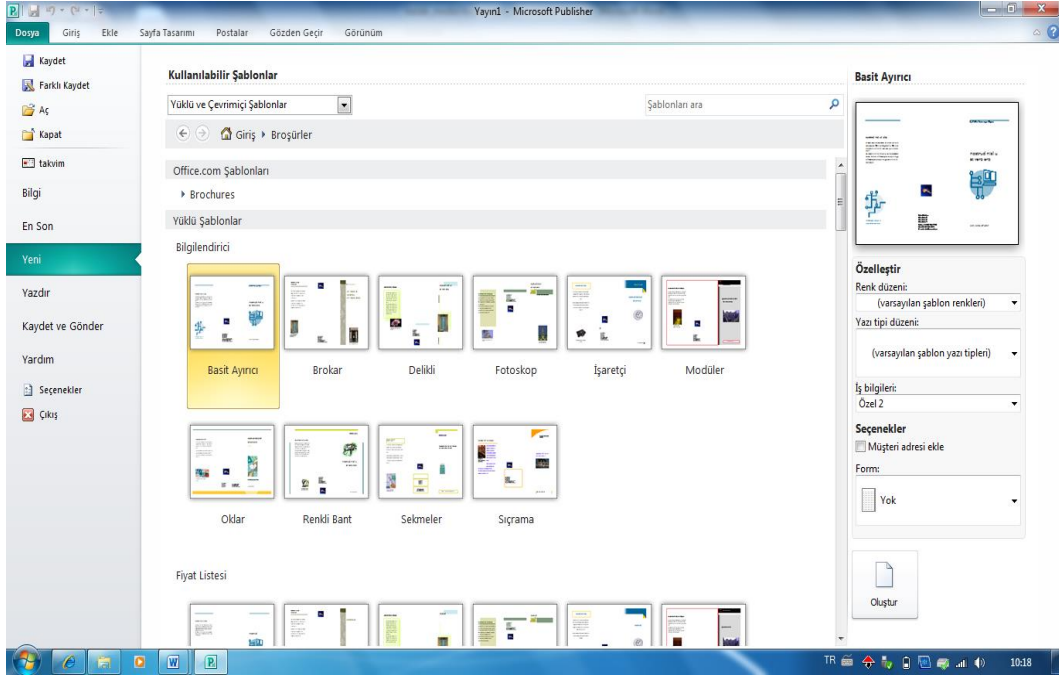 Yayın1 - Microsoft Publisher
Dosya Giriş Ekle Sayfa Tasarımı Postalar Gözden Geçir Görünüm
Kaydet
Farklı Kaydet
Aç
Kapat
takvim
Bilgi
En Son
Yeni
Yazdır
Kaydet ve Gönder
Yardım
Seçenekler
Çıkış
Kullanılabilir Şablonlar
Yüklü ve Çevrimiçi Şablonlar
Şablonları ara
Giriş Broşürler
Office.com Şablonları
Brochures
Yüklü Şablonlar
Bilgilendirici
Basit Ayırıcı Brokar Delikli Fotoskop İşaretçi Modüler
Oklar Renkli Bant Sekmeler Sıçrama
Fiyat Listesi
Basit Ayırıcı
Özelleştir
Renk düzeni:
(varsayılan şablon renkleri)
Yazı tipi düzeni:
(varsayılan şablon yazı tipleri)
İş bilgileri:
Özel 2
Seçenekler
Müşteri adresi ekle
Form:
Yok
Oluştur
TR 10:18